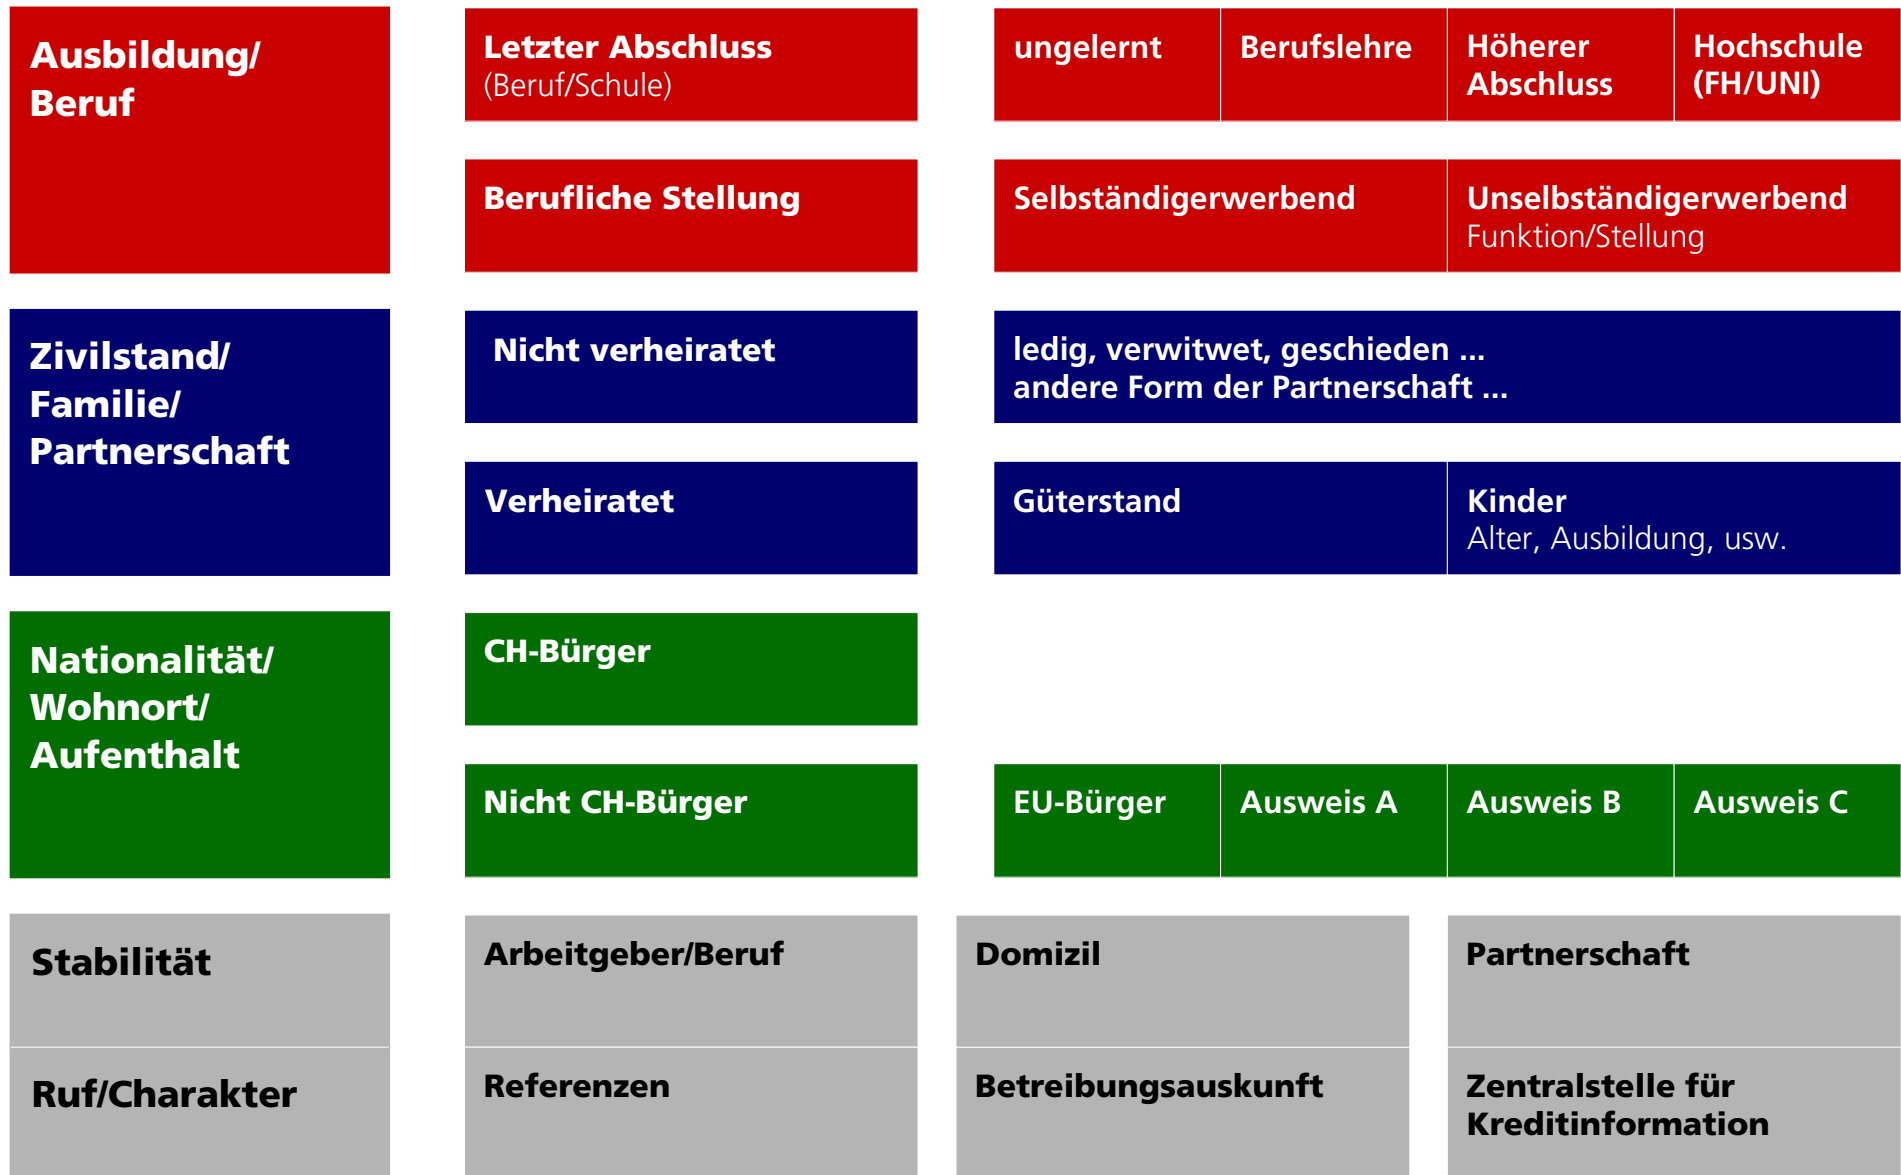 Ausbildung/
Beruf
Letzter Abschluss
(Beruf/Schule)
ungelernt
Berufslehre
Höherer
Abschluss
Hochschule
(FH/UNI)
Berufliche Stellung
Selbständigerwerbend
Unselbständigerwerbend
Funktion/Stellung
Zivilstand/
Familie/
Partnerschaft
Nicht verheiratet
ledig, verwitwet, geschieden ...
andere Form der Partnerschaft ...
Verheiratet
Güterstand
Kinder
Alter, Ausbildung, usw.
Nationalität/
Wohnort/
Aufenthalt
CH-Bürger
Nicht CH-Bürger
EU-Bürger
Ausweis A
Ausweis B
Ausweis C
Stabilität
Arbeitgeber/Beruf
Domizil
Partnerschaft
Ruf/Charakter
Referenzen
Betreibungsauskunft
Zentralstelle für
Kreditinformation